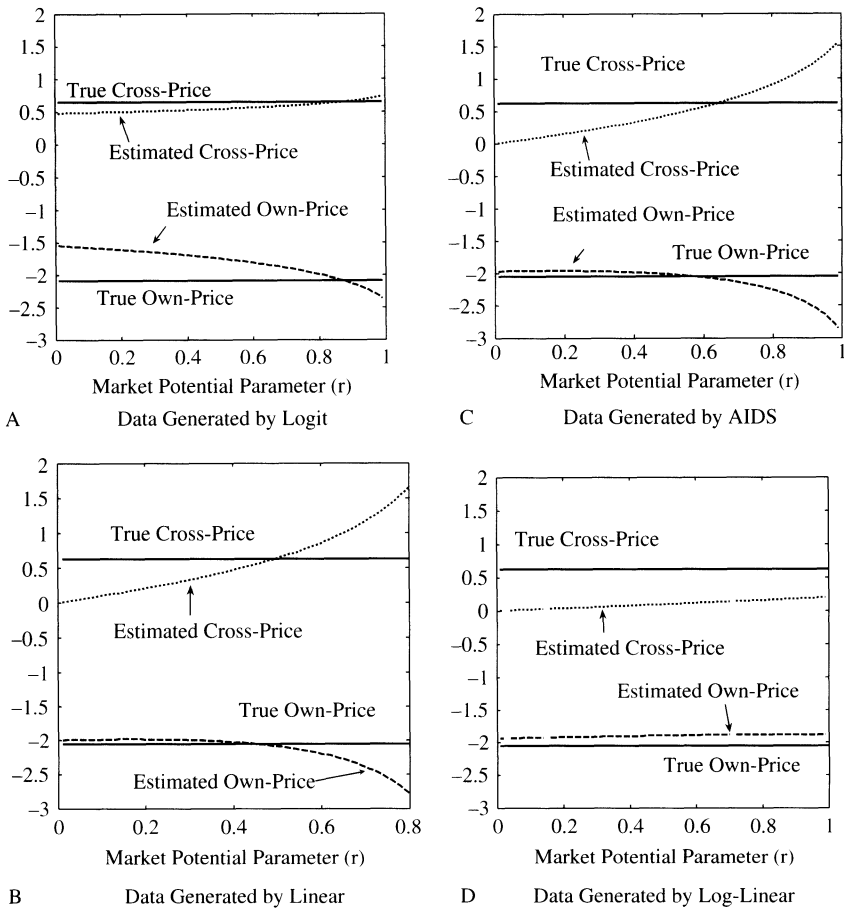 2
1.5
1
0.5
0
−0.5
−1
−1.5
−2
−2.5
−3
True Cross-Price
Estimated Cross-Price
Estimated Own-Price
True Own-Price
0 0.2 0.4 0.6 0.8 1
Market Potential Parameter (r)
A Data Generated by Logit
2
1.5
1
0.5
0
−0.5
−1
−1.5
−2
−2.5
−3
True Cross-Price
Estimated Cross-Price
Estimated Own-Price
True Own-Price
0 0.2 0.4 0.6 0.8 1
Market Potential Parameter (r)
C Data Generated by AIDS
2
1.5
1
0.5
0
−0.5
−1
−1.5
−2
−2.5
−3
True Cross-Price
Estimated Cross-Price
True Own-Price
Estimated Own-Price
0 0.2 0.4 0.6 0.8
Market Potential Parameter (r)
B Data Generated by Linear
2
1.5
1
0.5
0
−0.5
−1
−1.5
−2
−2.5
−3
True Cross-Price
Estimated Cross-Price
Estimated Own-Price
True Own-Price
0 0.2 0.4 0.6 0.8 1
Market Potential Parameter (r)
D Data Generated by Log-Linear